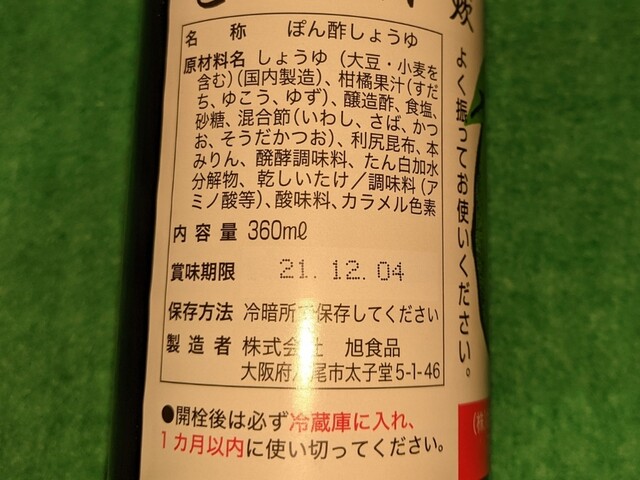 名称 ぽん酢しょうゆ
原材料名 しょうゆ（大豆・小麦を
含む）（国内製造）、柑橘果汁（すだ
ち、ゆこう、ゆず）、醸造酢、食塩、
砂糖、混合節（いわし、さば、かつ
お、そうだかつお）、利尻昆布、本
みりん、醗酵調味料、たん白加水
分解物、乾しいたけ／調味料（ア
ミノ酸等）、酸味料、カラメル色素
内容量 360ml
賞味期限 21.12.04
保存方法 冷暗所で保存してください
製造者 株式会社 旭食品
大阪府八尾市太子堂5-1-46
●開栓後は必ず冷蔵庫に入れ、
1カ月以内に使い切ってください。
よく振ってお使いください。